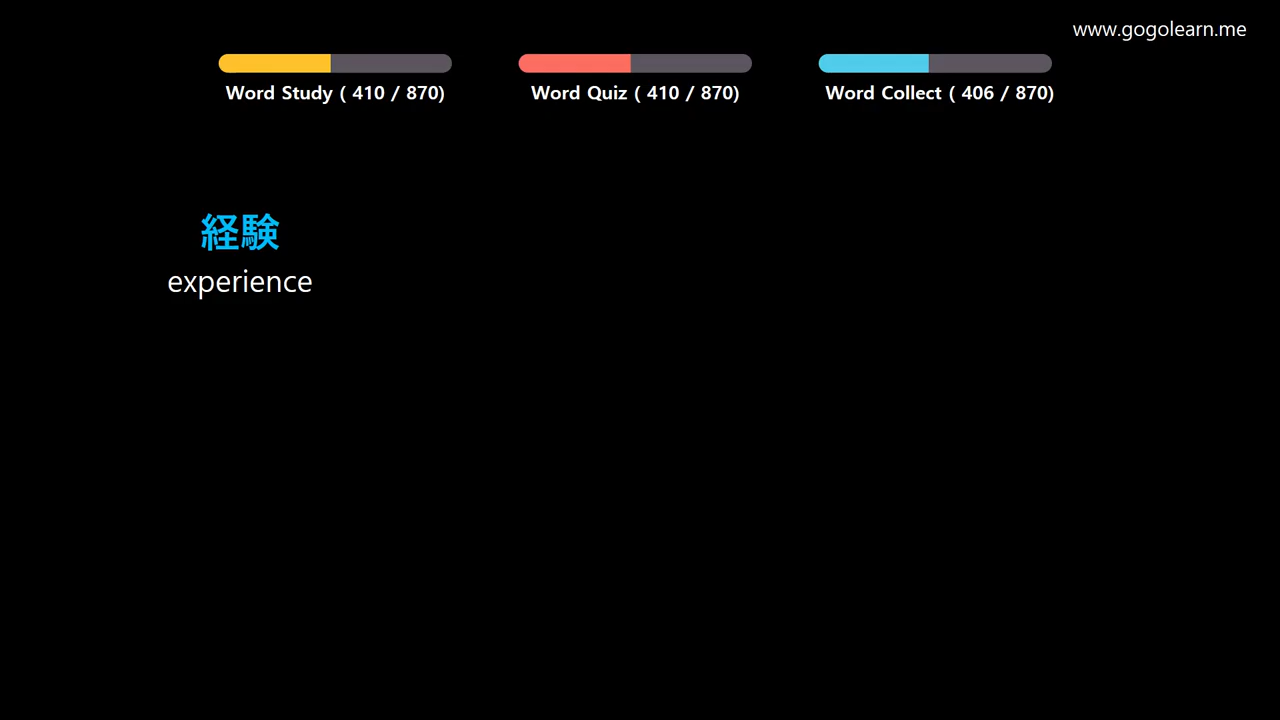 www.gogolearn.me
Word Study ( 410 / 870)
Word Quiz ( 410 / 870)
Word Collect ( 406 / 870)
経験
experience